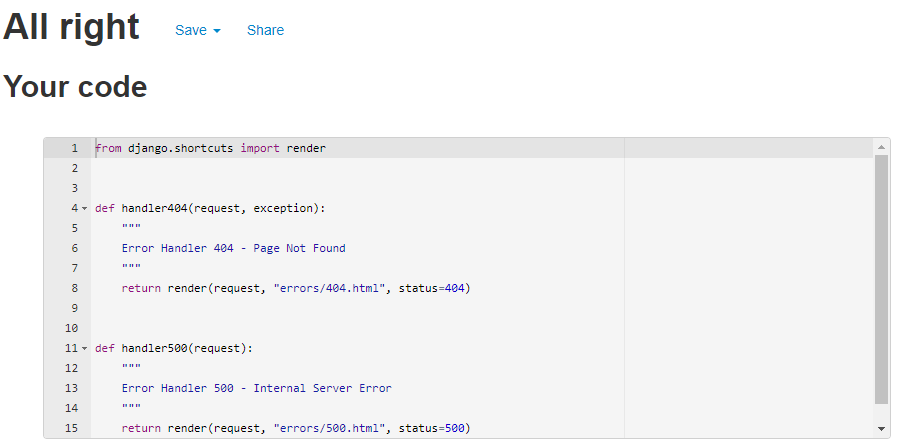 All right Save Share
Your code
1 from django.shortcuts import render
2
3
4 def handler404(request, exception):
5 """
6 Error Handler 404 - Page Not Found
7 """
8 return render(request, "errors/404.html", status=404)
9
10
11 def handler500(request):
12 """
13 Error Handler 500 - Internal Server Error
14 """
15 return render(request, "errors/500.html", status=500)